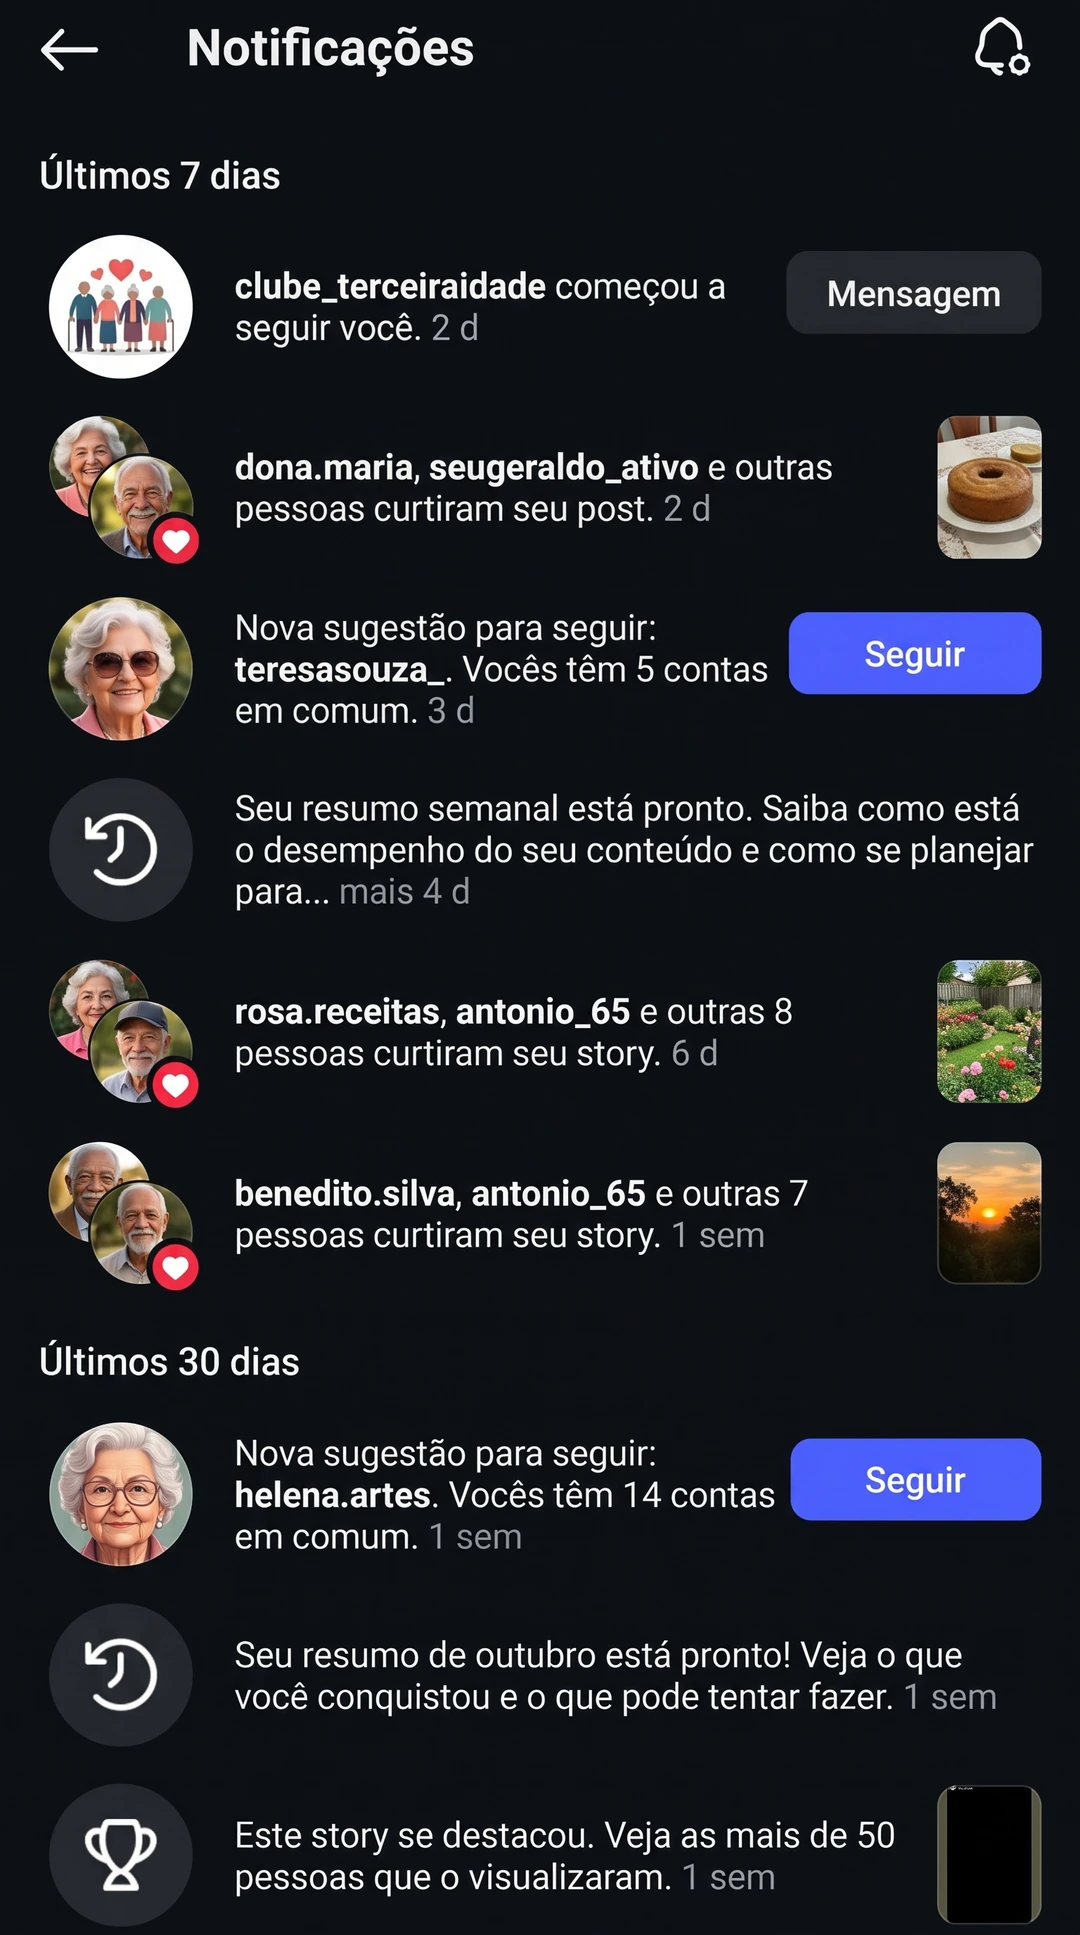 Notificações
Últimos 7 dias
clube_terceiraidade começou a
seguir você. 2 d
Mensagem
dona.maria, seugeraldo_ativo e outras
pessoas curtiram seu post. 2 d
Nova sugestão para seguir:
teresasouza_. Vocês têm 5 contas
em comum. 3 d
Seguir
Seu resumo semanal está pronto. Saiba como está
o desempenho do seu conteúdo e como se planejar
para... mais 4 d
rosa.receitas, antonio_65 e outras 8
pessoas curtiram seu story. 6 d
benedito.silva, antonio_65 e outras 7
pessoas curtiram seu story. 1 sem
Últimos 30 dias
Nova sugestão para seguir:
helena.artes. Vocês têm 14 contas
em comum. 1 sem
Seguir
Seu resumo de outubro está pronto! Veja o que
você conquistou e o que pode tentar fazer. 1 sem
Este story se destacou. Veja as mais de 50
pessoas que o visualizaram. 1 sem